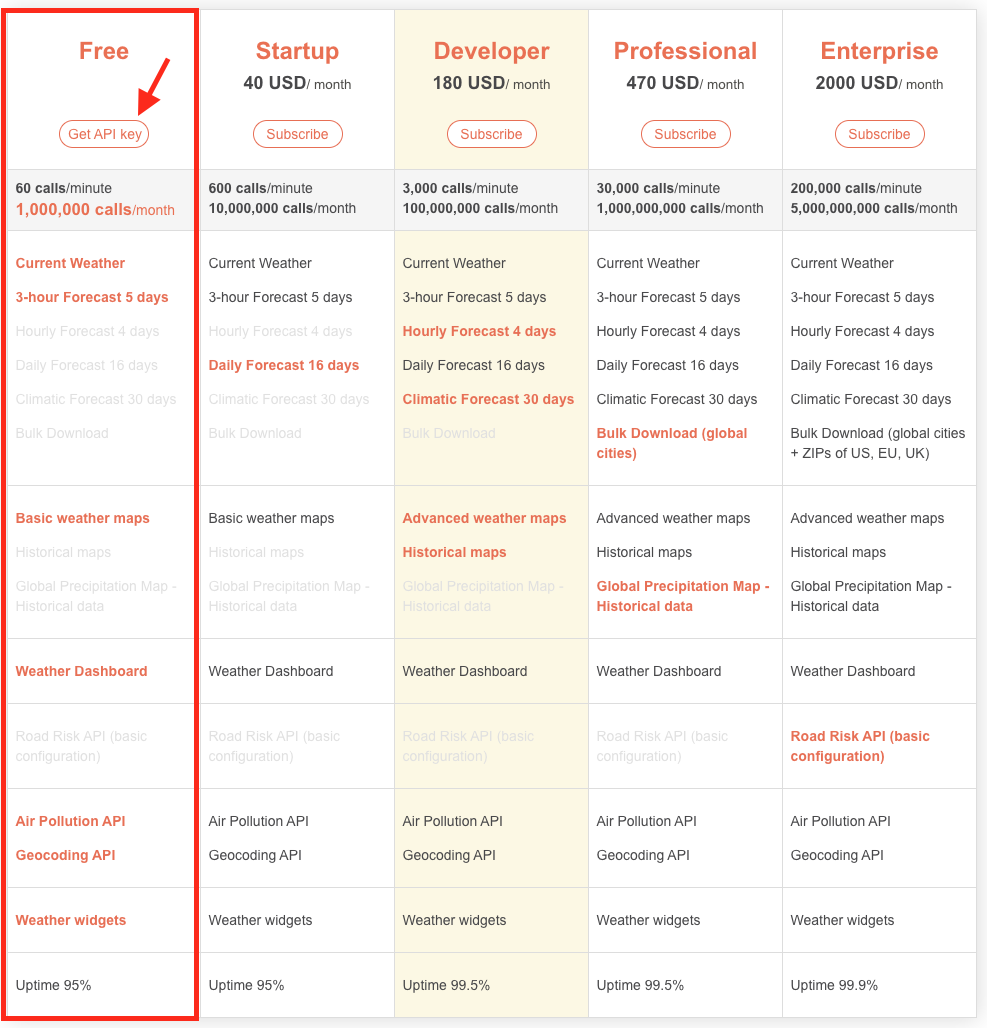 Free
Startup
Developer
Professional
Enterprise
40 USD/ month
180 USD/ month
470 USD/ month
2000 USD/ month
Get API key
Subscribe
Subscribe
Subscribe
Subscribe
60 calls/minute
1,000,000 calls/month
600 calls/minute
10,000,000 calls/month
3,000 calls/minute
100,000,000 calls/month
30,000 calls/minute
1,000,000,000 calls/month
200,000 calls/minute
5,000,000,000 calls/month
Current Weather
3-hour Forecast 5 days
Hourly Forecast 4 days
Daily Forecast 16 days
Climatic Forecast 30 days
Bulk Download
Current Weather
3-hour Forecast 5 days
Hourly Forecast 4 days
Daily Forecast 16 days
Climatic Forecast 30 days
Bulk Download
Current Weather
3-hour Forecast 5 days
Hourly Forecast 4 days
Daily Forecast 16 days
Climatic Forecast 30 days
Bulk Download
Current Weather
3-hour Forecast 5 days
Hourly Forecast 4 days
Daily Forecast 16 days
Climatic Forecast 30 days
Bulk Download (global
cities)
Current Weather
3-hour Forecast 5 days
Hourly Forecast 4 days
Daily Forecast 16 days
Climatic Forecast 30 days
Bulk Download (global cities
+ ZIPs of US, EU, UK)
Basic weather maps
Historical maps
Global Precipitation Map -
Historical data
Basic weather maps
Historical maps
Global Precipitation Map -
Historical data
Advanced weather maps
Historical maps
Global Precipitation Map -
Historical data
Advanced weather maps
Historical maps
Global Precipitation Map -
Historical data
Advanced weather maps
Historical maps
Global Precipitation Map -
Historical data
Weather Dashboard
Weather Dashboard
Weather Dashboard
Weather Dashboard
Weather Dashboard
Road Risk API (basic
configuration)
Road Risk API (basic
configuration)
Road Risk API (basic
configuration)
Road Risk API (basic
configuration)
Road Risk API (basic
configuration)
Air Pollution API
Geocoding API
Air Pollution API
Geocoding API
Air Pollution API
Geocoding API
Air Pollution API
Geocoding API
Air Pollution API
Geocoding API
Weather widgets
Weather widgets
Weather widgets
Weather widgets
Weather widgets
Uptime 95%
Uptime 95%
Uptime 99.5%
Uptime 99.5%
Uptime 99.9%